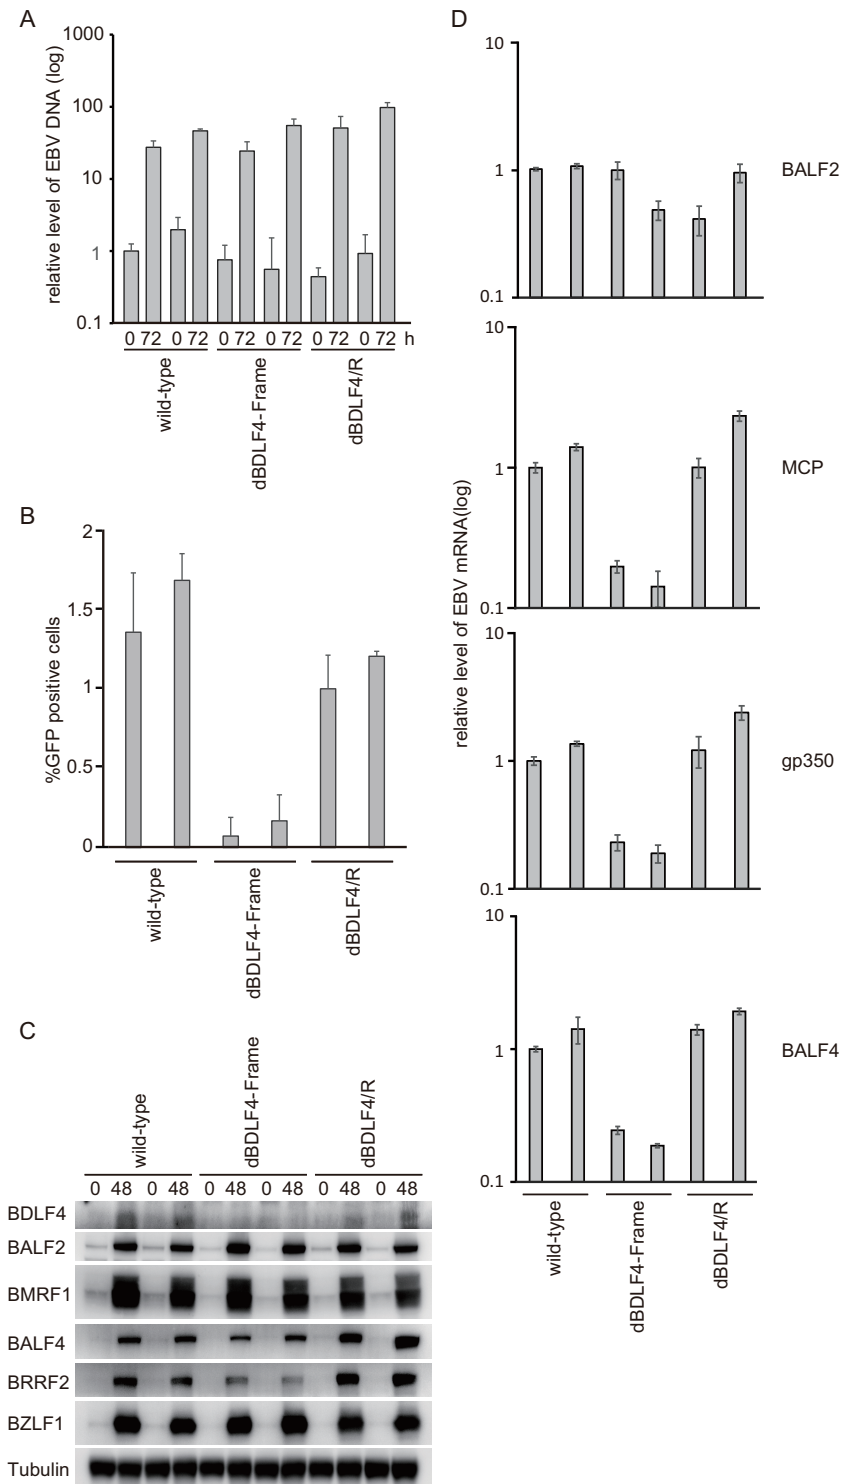 A
relative level of EBV DNA (log)
1000
100
10
1
0.1
0 72 0 72 0 72 0 72 0 72 0 72 h
wild-type
dBDLF4-Frame
dBDLF4/R
B
%GFP positive cells
2
1.5
1
0.5
0
wild-type
dBDLF4-Frame
dBDLF4/R
C
wild-type
dBDLF4-Frame
dBDLF4/R
0 48 0 48 0 48 0 48 0 48 0 48
BDLF4
BALF2
BMRF1
BALF4
BRRF2
BZLF1
Tubulin
D
relative level of EBV mRNA(log)
10
1
0.1
BALF2
10
1
0.1
MCP
10
1
0.1
gp350
10
1
0.1
BALF4
wild-type
dBDLF4-Frame
dBDLF4/R